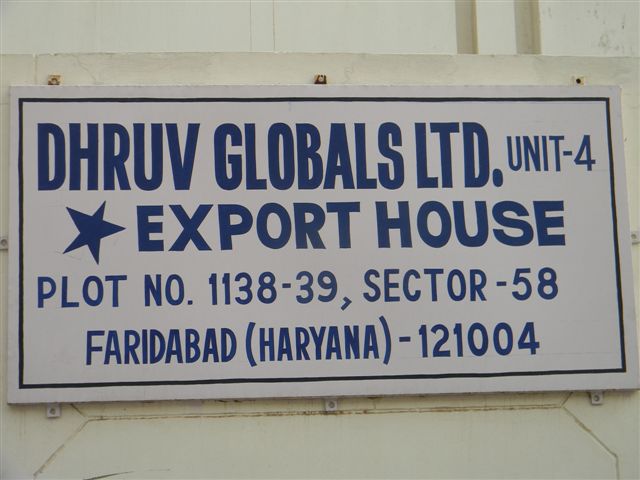 DHRUV GLOBALS LTD. UNIT-4
★ EXPORT HOUSE
PLOT NO. 1138-39, SECTOR-58
FARIDABAD (HARYANA)-121004